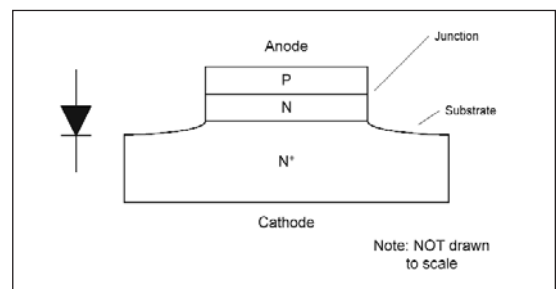 Anode
Junction
P
N
Substrate
N⁺
Cathode
Note: NOT drawn
to scale